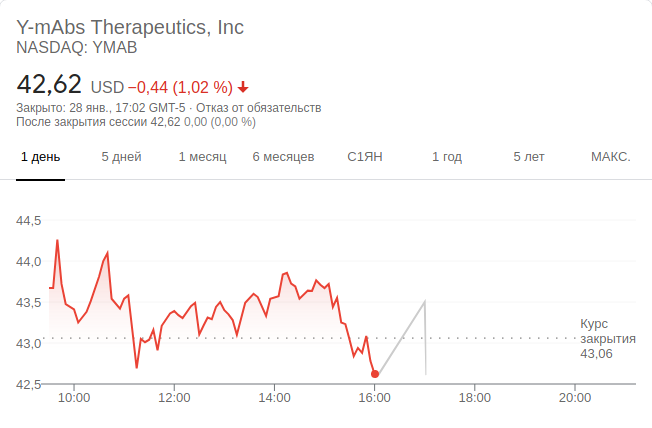 Y-mAbs Therapeutics, Inc
NASDAQ: YMAB
42,62 USD −0,44 (1,02 %)
Закрыто: 28 янв., 17:02 GMT-5 · Отказ от обязательств
После закрытия сессии 42,62 0,00 (0,00 %)
1 день 5 дней 1 месяц 6 месяцев С1ЯН 1 год 5 лет МАКС.
44,5
44,0
43,5
43,0
42,5
Курс
закрытия
43,06
10:00 12:00 14:00 16:00 18:00 20:00